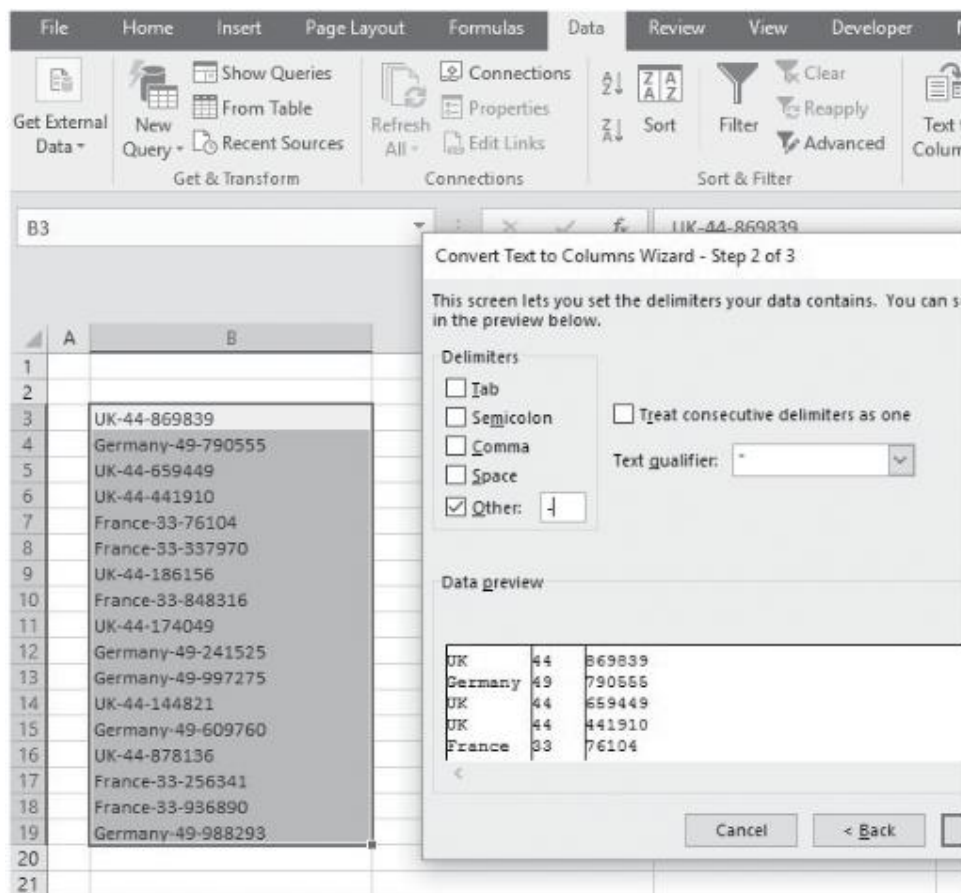 File Home Insert Page Layout Formulas Data Review View Developer
Get External Data
New Query
Show Queries
From Table
Recent Sources
Get & Transform
Refresh All
Connections
Properties
Edit Links
Connections
Sort
Filter
Clear
Reapply
Advanced
Sort & Filter
Text
Colum
B3
fx
UK-44-869839
A B
1
2
3 UK-44-869839
4 Germany-49-790555
5 UK-44-659449
6 UK-44-441910
7 France-33-76104
8 France-33-337970
9 UK-44-186156
10 France-33-848316
11 UK-44-174049
12 Germany-49-241525
13 Germany-49-997275
14 UK-44-144821
15 Germany-49-609760
16 UK-44-878136
17 France-33-256341
18 France-33-936890
19 Germany-49-988293
20
21
Convert Text to Columns Wizard - Step 2 of 3
This screen lets you set the delimiters your data contains. You can s
in the preview below.
Delimiters
Tab
Semicolon
Comma
Space
Other: -
Treat consecutive delimiters as one
Text qualifier: "
Data preview
UK 44 869839
Germany 49 790555
UK 44 659449
UK 44 441910
France 33 76104
Cancel < Back